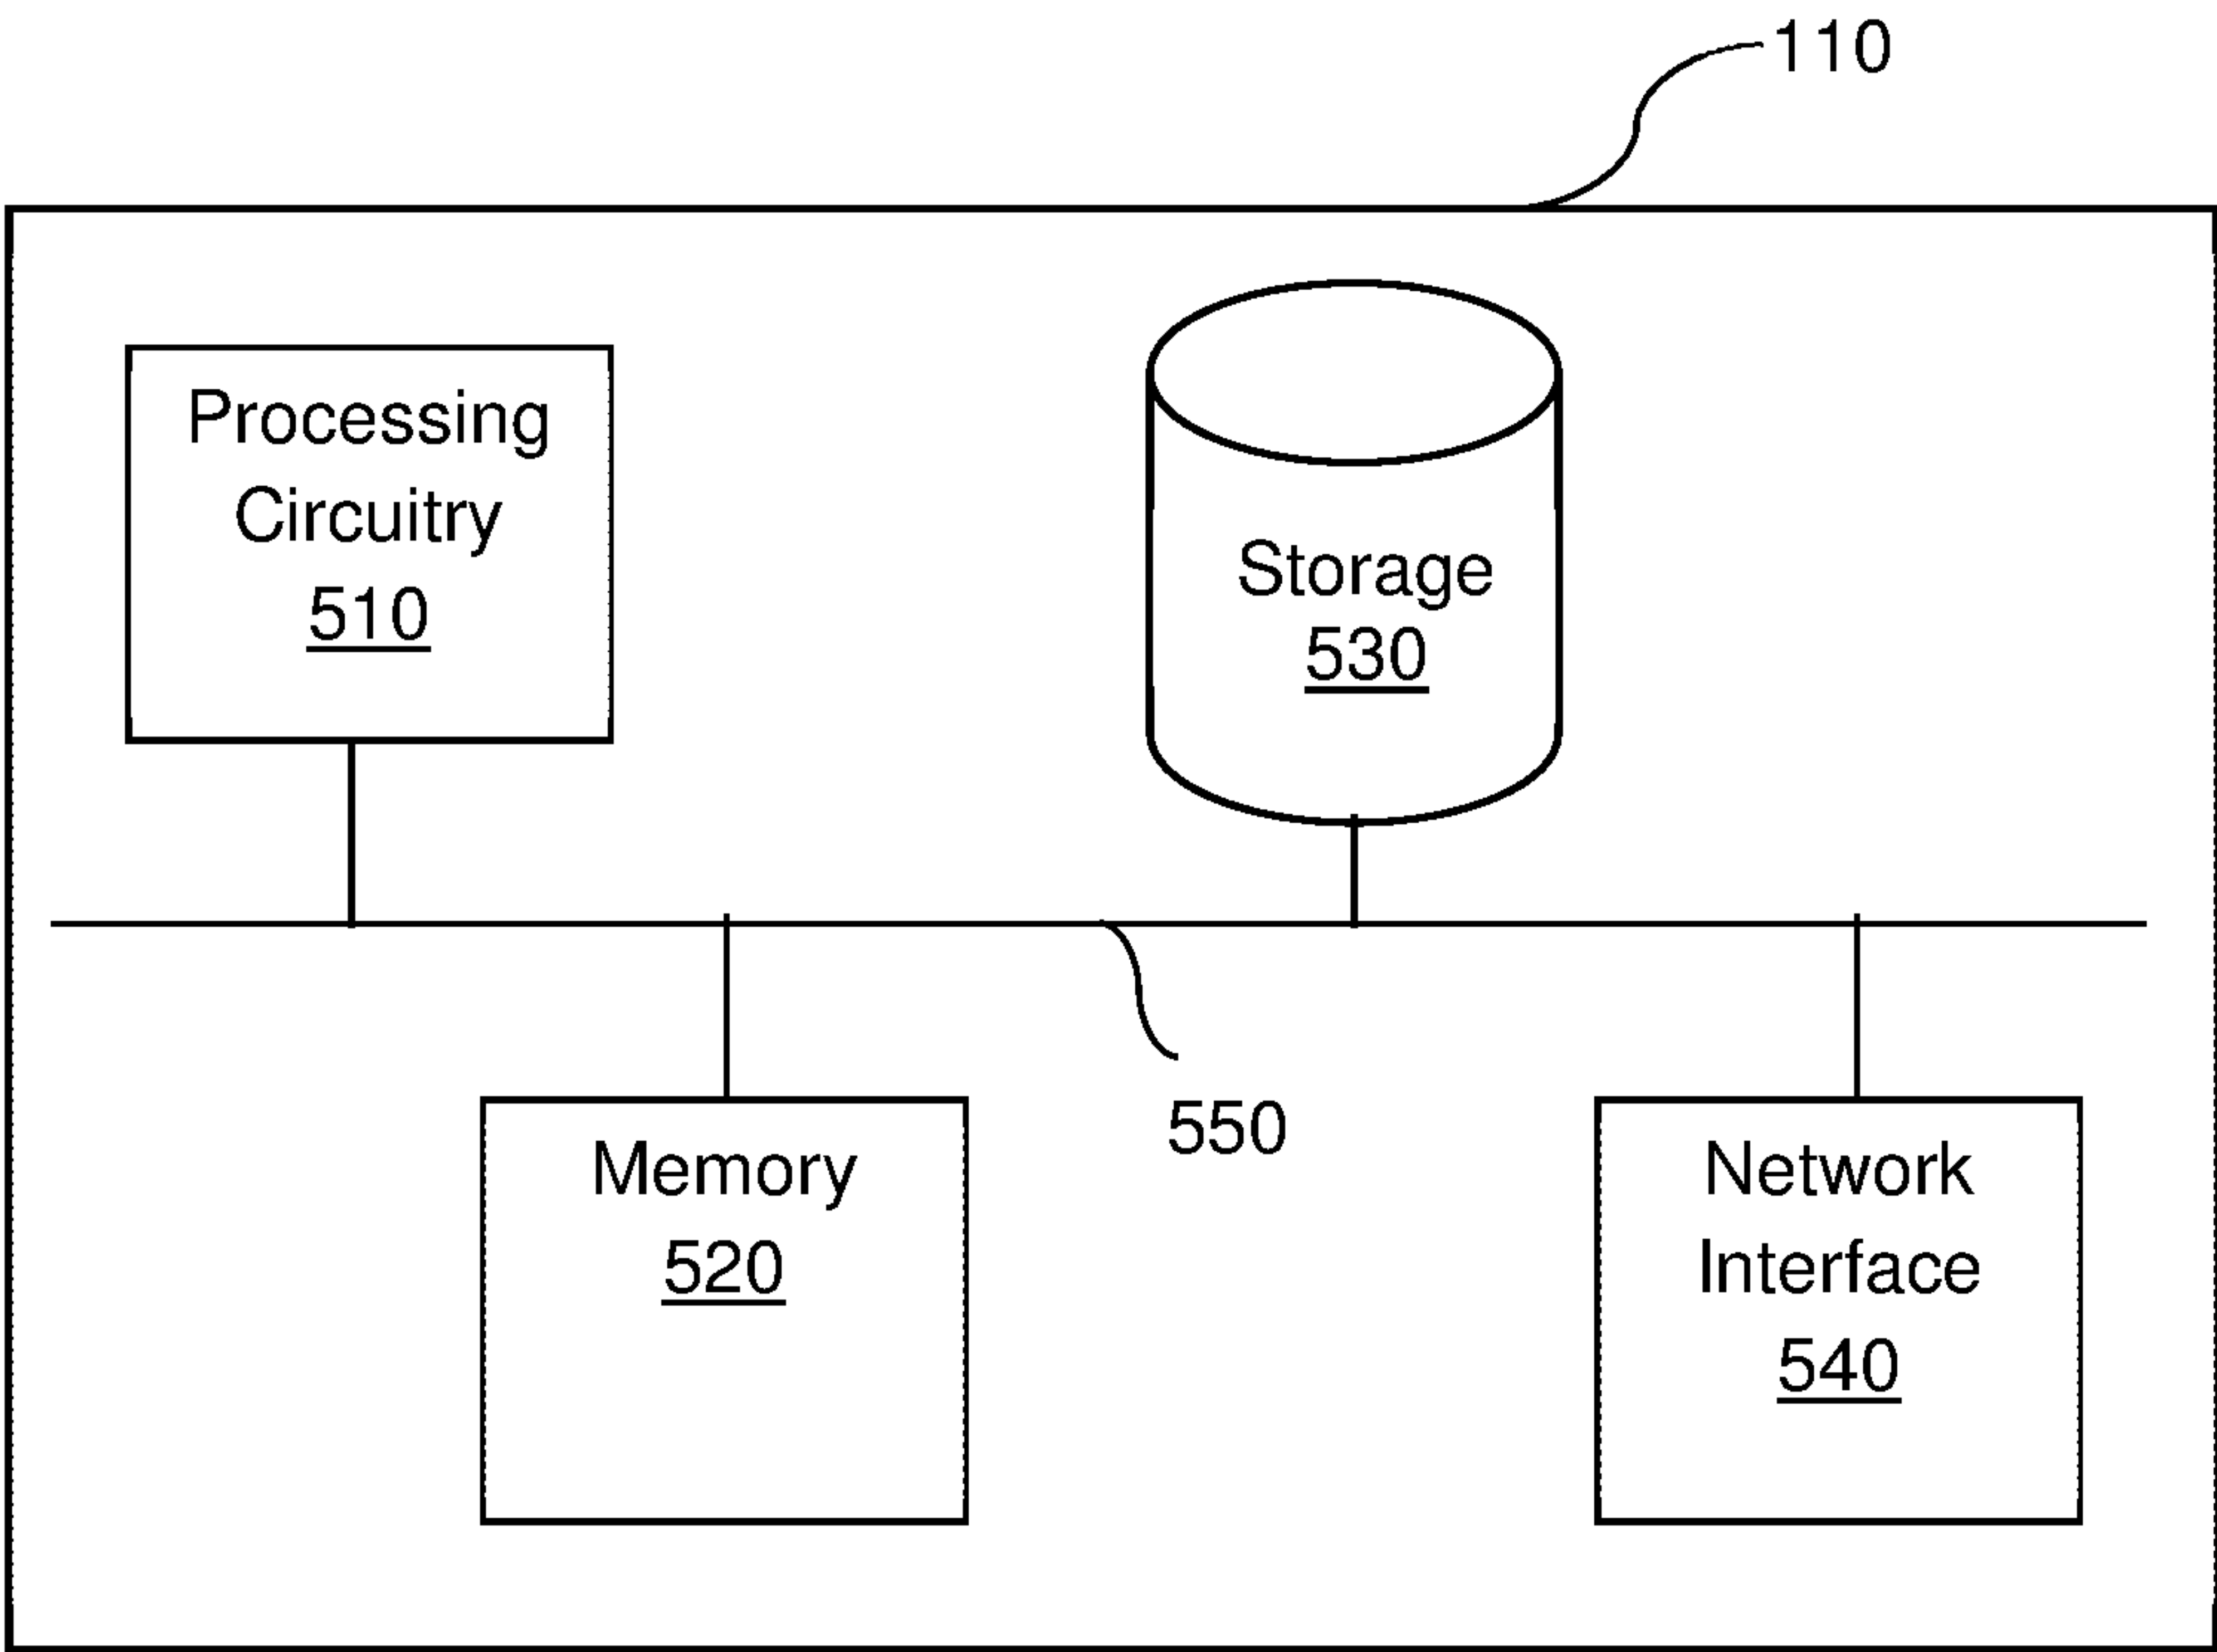 110
Processing
Circuitry
510
Storage
530
550
Memory
520
Network
Interface
540